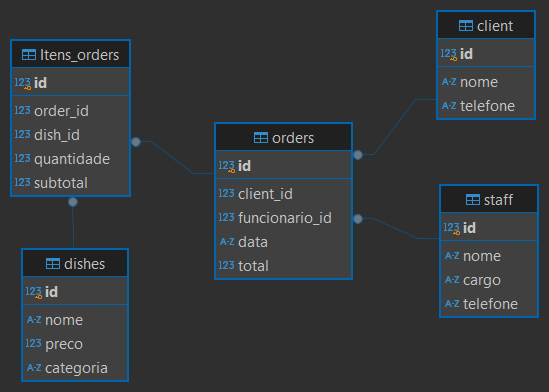 Itens_orders
123 id
123 order_id
123 dish_id
123 quantidade
123 subtotal
dishes
123 id
A-Z nome
123 preco
A-Z categoria
orders
123 id
123 client_id
123 funcionario_id
A-Z data
123 total
client
123 id
A-Z nome
A-Z telefone
staff
123 id
A-Z nome
A-Z cargo
A-Z telefone